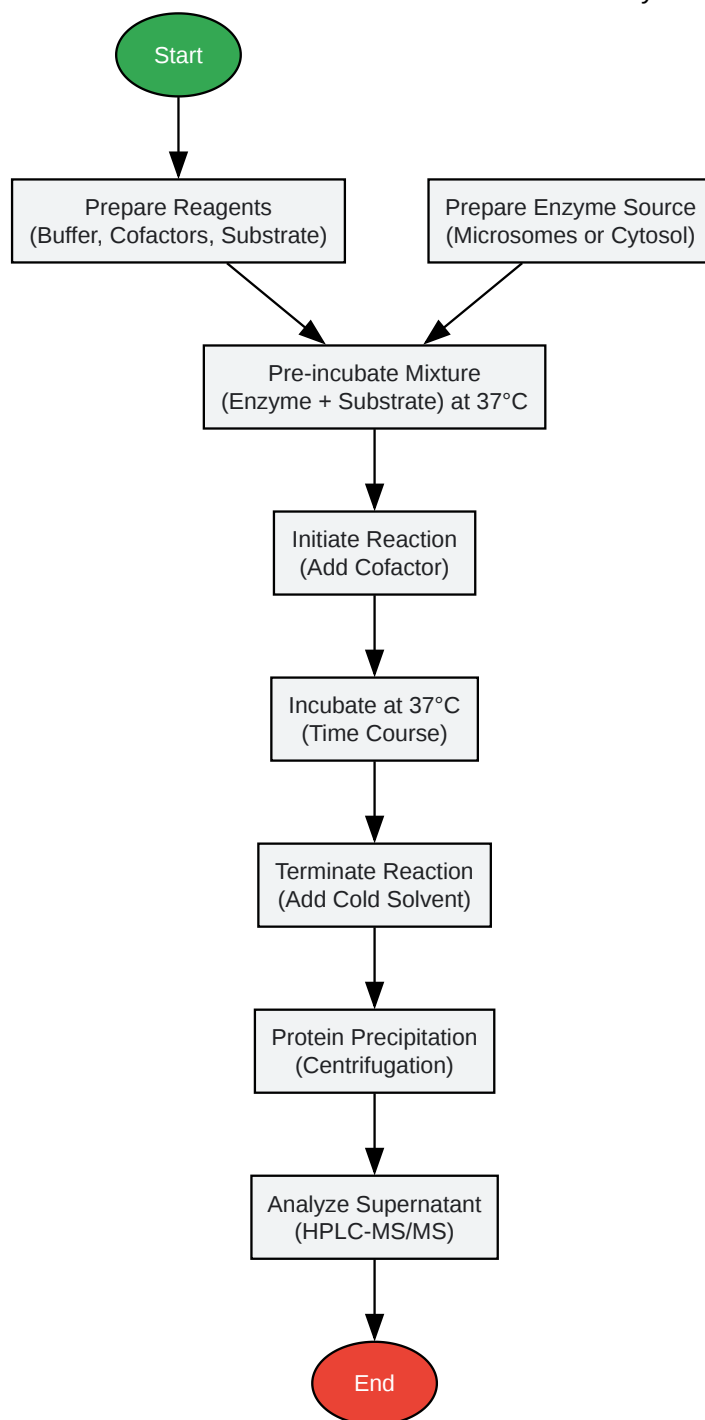 Start
Prepare Reagents
(Buffer, Cofactors, Substrate)
Prepare Enzyme Source
(Microsomes or Cytosol)
Pre-incubate Mixture
(Enzyme + Substrate) at 37°C
Initiate Reaction
(Add Cofactor)
Incubate at 37°C
(Time Course)
Terminate Reaction
(Add Cold Solvent)
Protein Precipitation
(Centrifugation)
Analyze Supernatant
(HPLC-MS/MS)
End